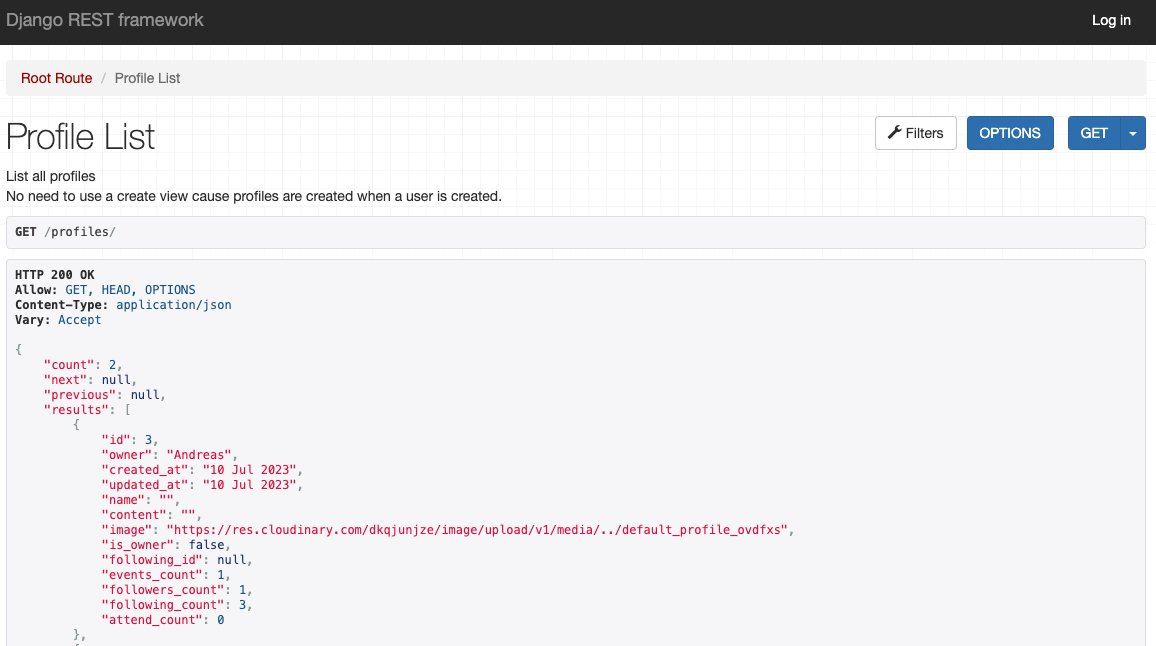 Django REST framework
Log in
Root Route / Profile List
Profile List
Filters
OPTIONS
GET
List all profiles
No need to use a create view cause profiles are created when a user is created.
GET /profiles/
HTTP 200 OK
Allow: GET, HEAD, OPTIONS
Content-Type: application/json
Vary: Accept
{
    "count": 2,
    "next": null,
    "previous": null,
    "results": [
        {
            "id": 3,
            "owner": "Andreas",
            "created_at": "10 Jul 2023",
            "updated_at": "10 Jul 2023",
            "name": "",
            "content": "",
            "image": "https://res.cloudinary.com/dkqjunjze/image/upload/v1/media/../default_profile_ovdfxs",
            "is_owner": false,
            "following_id": null,
            "events_count": 1,
            "followers_count": 1,
            "following_count": 3,
            "attend_count": 0
        },